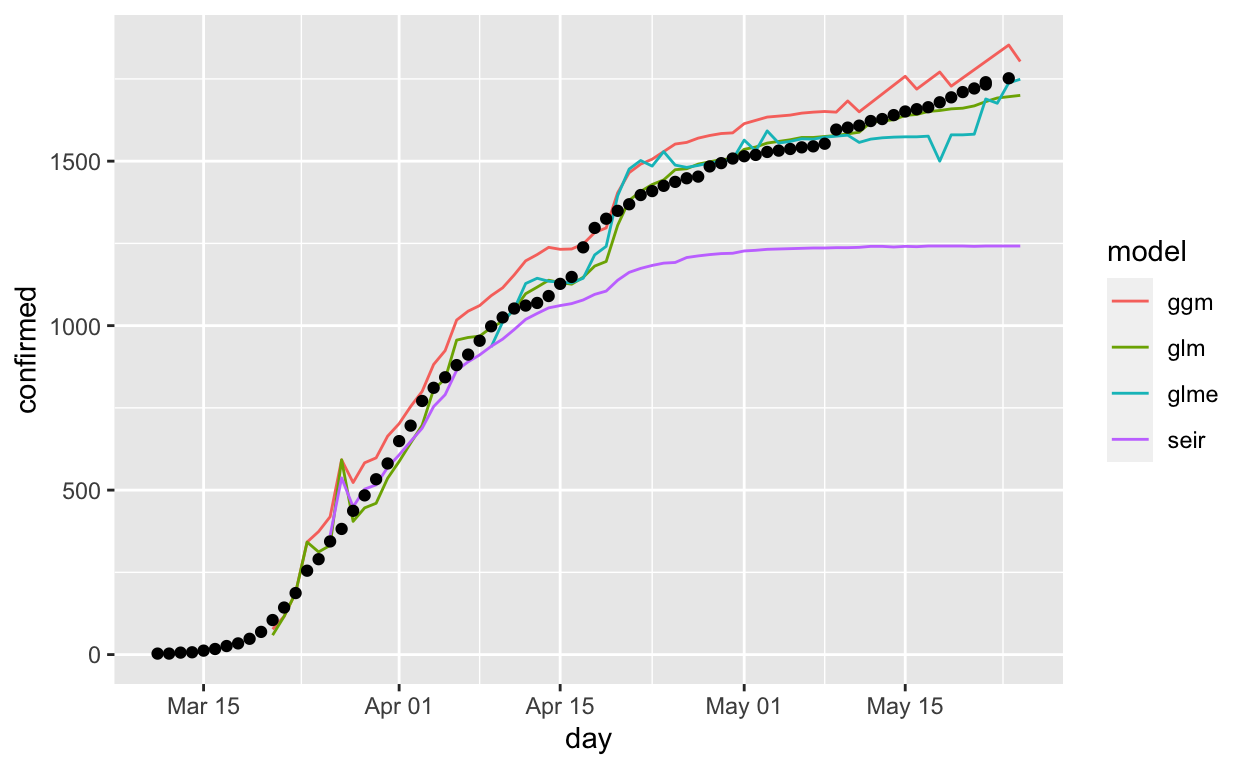 confirmed
1500
1000
500
0
Mar 15
Apr 01
Apr 15
May 01
May 15
day
model
ggm
glm
glme
seir